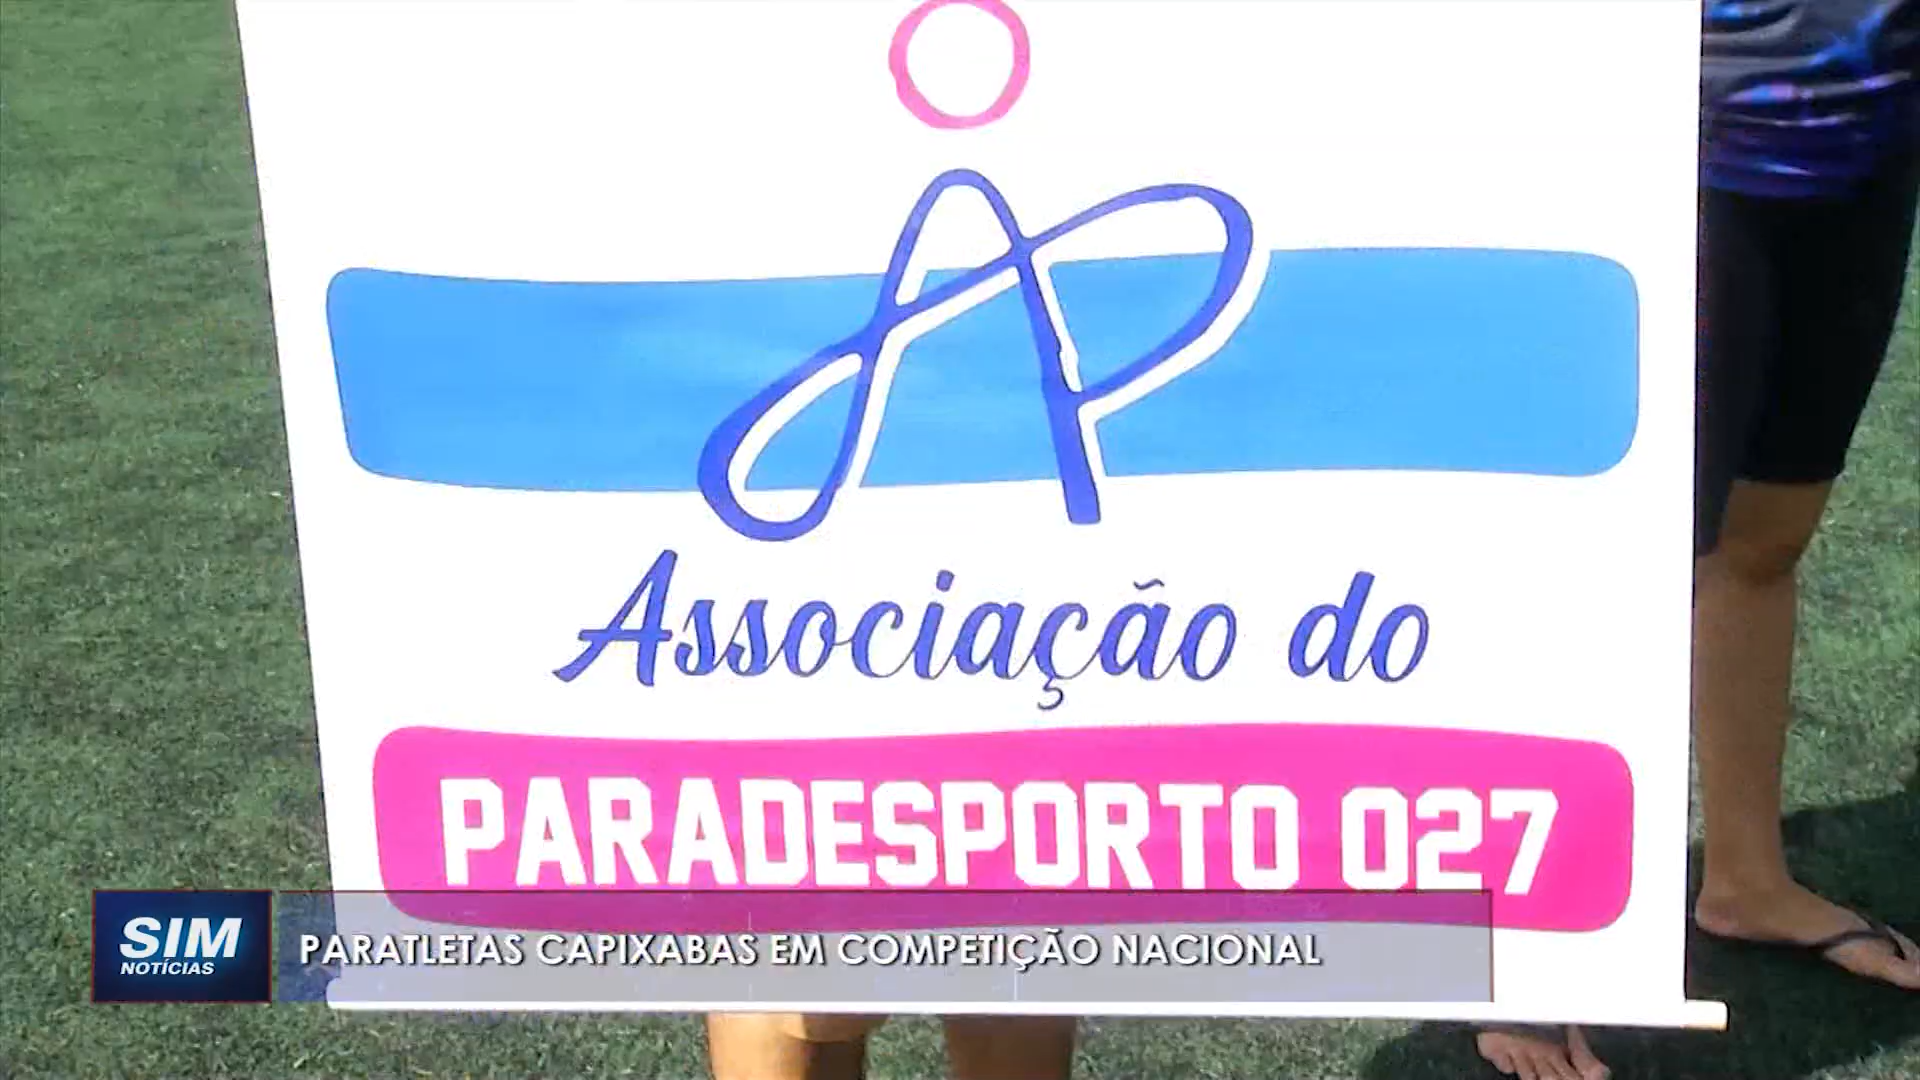 AP
Associação do
PARADESPORTO 027
SIM
NOTÍCIAS
PARATLETAS CAPIXABAS EM COMPETIÇÃO NACIONAL